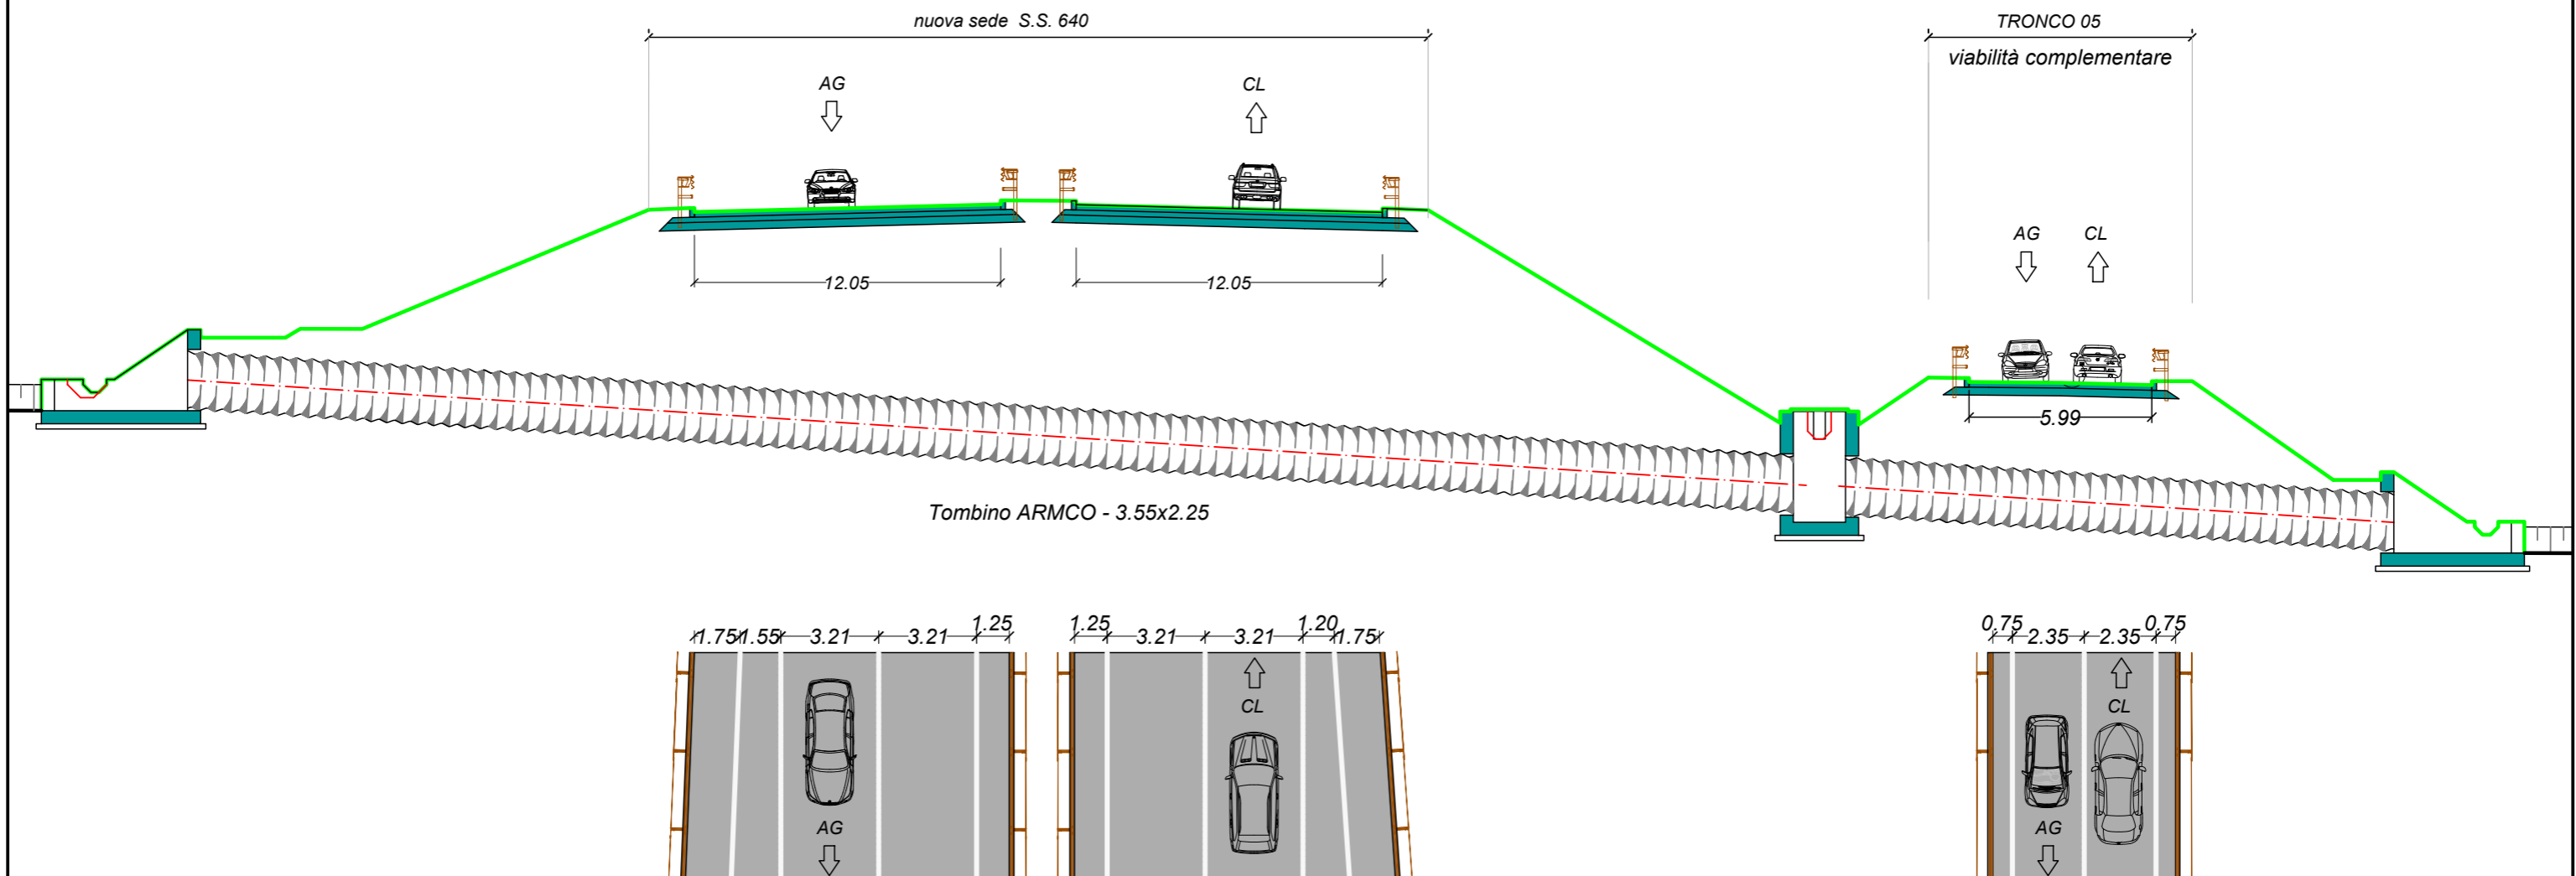 nuova sede S.S. 640
TRONCO 05
viabilità complementare
AG
CL
AG
CL
12.05
12.05
5.99
Tombino ARMCO - 3.55x2.25
1.75
1.55
3.21
3.21
1.25
1.25
3.21
3.21
1.20
1.75
0.75
2.35
2.35
0.75
CL
CL
AG
AG